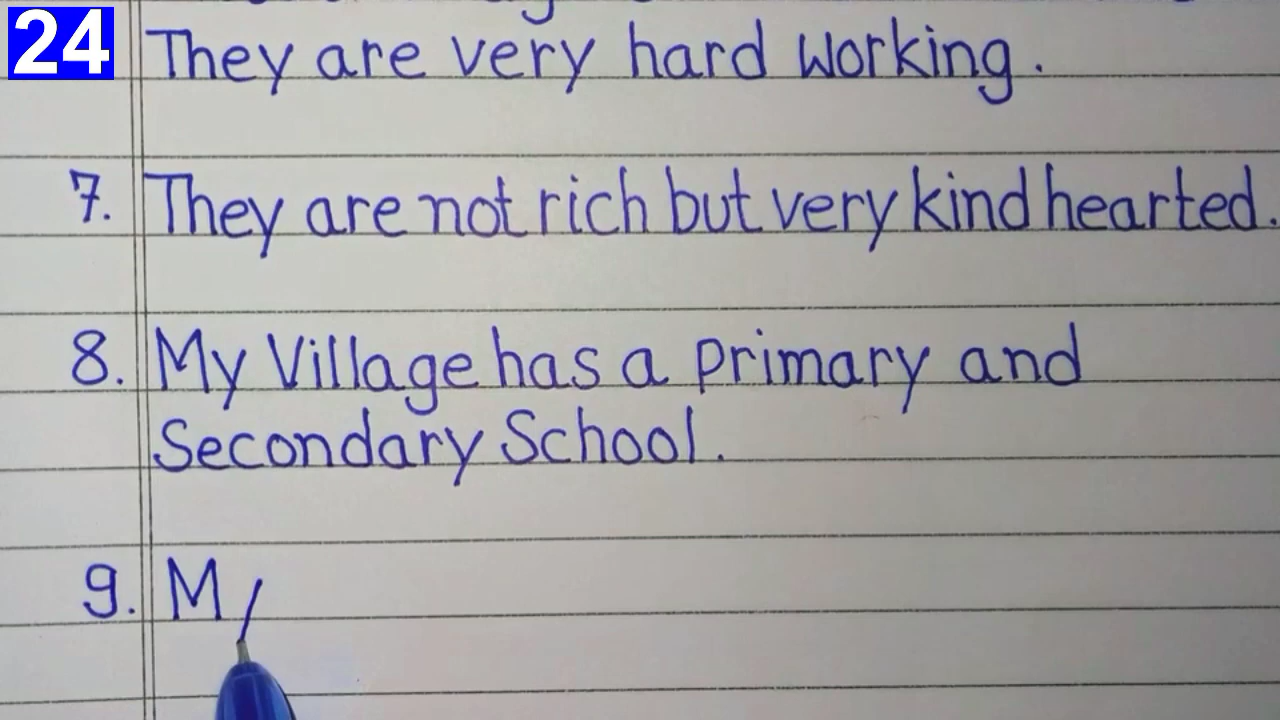 24
They are very hard working.
7. They are not rich but very kind hearted.
8. My Village has a primary and
Secondary School.
9. M